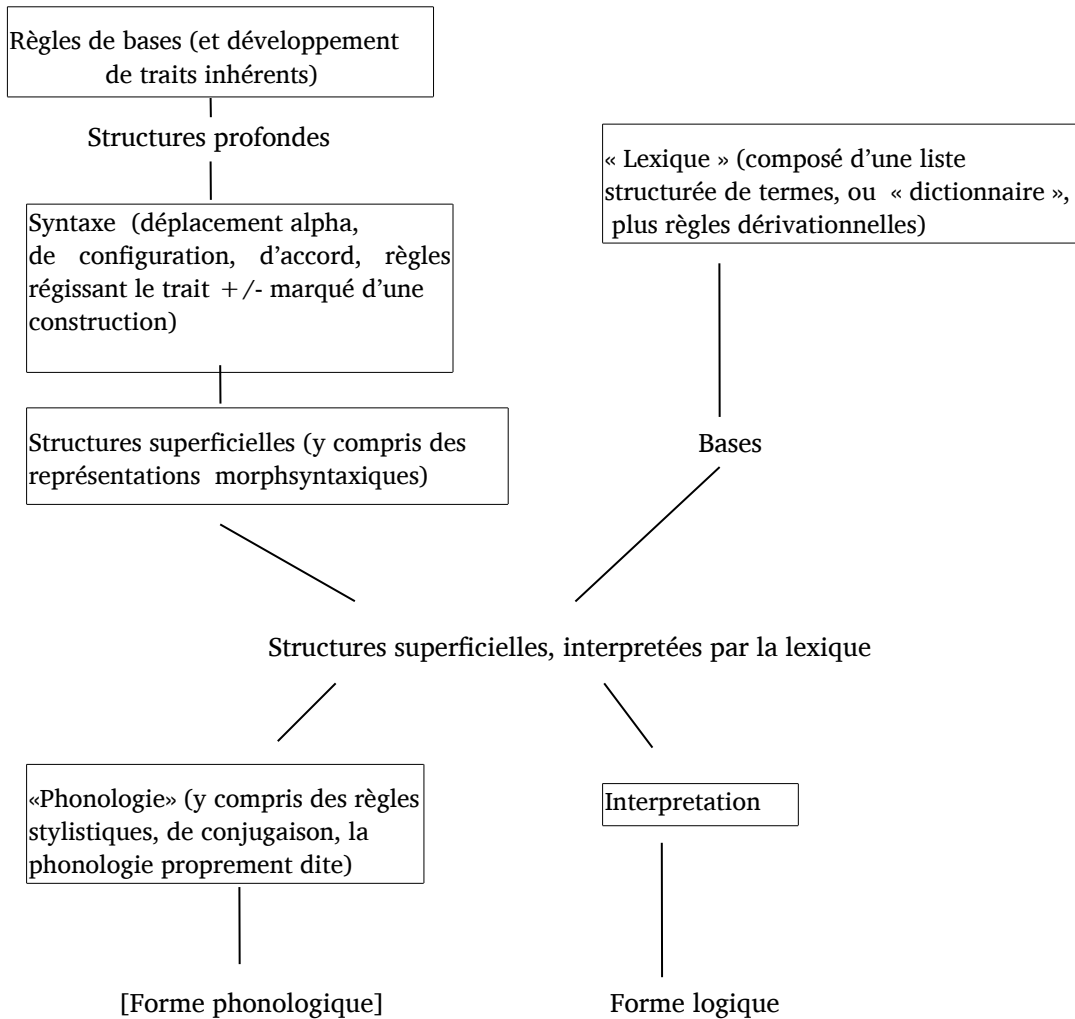 Règles de bases (et développement
de traits inhérents)
Structures profondes
« Lexique » (composé d’une liste
structurée de termes, ou « dictionnaire »,
plus règles dérivationnelles)
Syntaxe (déplacement alpha,
de configuration, d’accord, règles
régissant le trait +/- marqué d’une
construction)
Structures superficielles (y compris des
représentations morphsyntaxiques)
Bases
Structures superficielles, interpretées par la lexique
«Phonologie» (y compris des règles
stylistiques, de conjugaison, la
phonologie proprement dite)
Interpretation
[Forme phonologique]
Forme logique